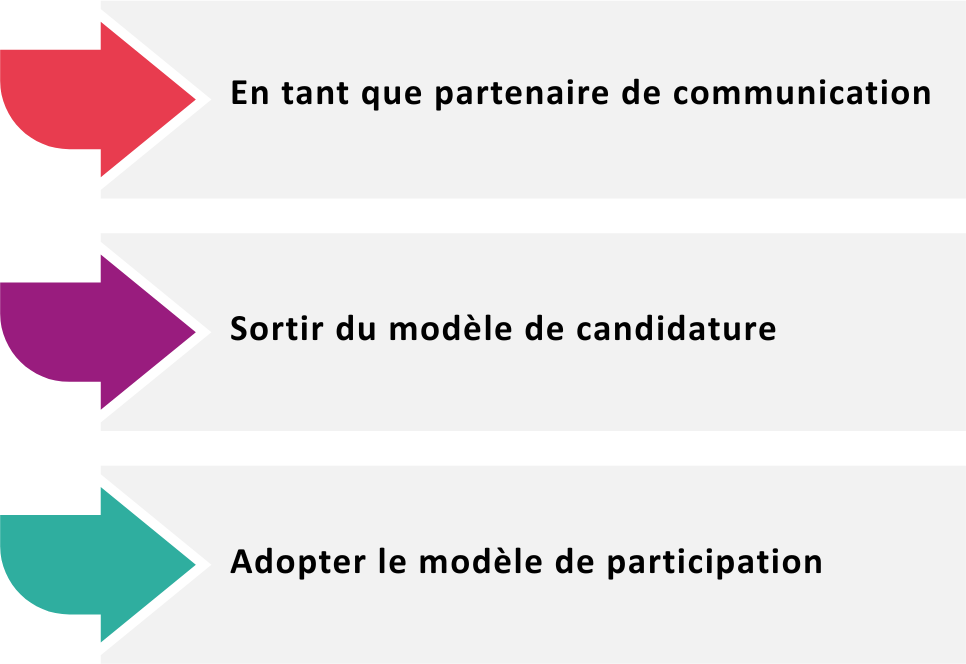 En tant que partenaire de communication
Sortir du modèle de candidature
Adopter le modèle de participation